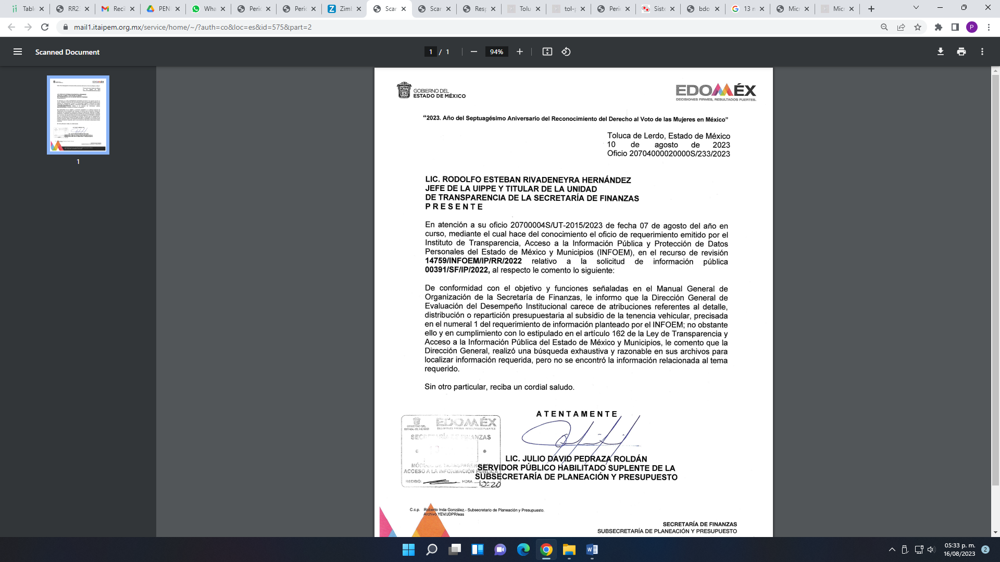 Table
RR2
Recil
PEN
Wha
Peric
Peric
Zimb
Scar
Scar
Resp
Tolu
tol-p
Peri
Siste
bdo
13 n
Micr
Micr
mail1.itaipem.org.mx/service/home/~/?auth=co&loc=es&id=575&part=2
P
Scanned Document
1 / 1
94%
1
GOBIERNO DEL
ESTADO DE MÉXICO
EDOMÉX
DECISIONES FIRMES, RESULTADOS FUERTES.
“2023. Año del Septuagésimo Aniversario del Reconocimiento del Derecho al Voto de las Mujeres en México”
Toluca de Lerdo, Estado de México
10 de agosto de 2023
Oficio 20704000020000S/233/2023
LIC. RODOLFO ESTEBAN RIVADENEYRA HERNÁNDEZ
JEFE DE LA UIPPE Y TITULAR DE LA UNIDAD
DE TRANSPARENCIA DE LA SECRETARÍA DE FINANZAS
P R E S E N T E
En atención a su oficio 20700004S/UT-2015/2023 de fecha 07 de agosto del año en
curso, mediante el cual hace del conocimiento el oficio de requerimiento emitido por el
Instituto de Transparencia, Acceso a la Información Pública y Protección de Datos
Personales del Estado de México y Municipios (INFOEM), en el recurso de revisión
14759/INFOEM/IP/RR/2022 relativo a la solicitud de información pública
00391/SF/IP/2022, al respecto le comento lo siguiente:
De conformidad con el objetivo y funciones señaladas en el Manual General de
Organización de la Secretaría de Finanzas, le informo que la Dirección General de
Evaluación del Desempeño Institucional carece de atribuciones referentes al detalle,
distribución o repartición presupuestaria al subsidio de la tenencia vehicular, precisada
en el numeral 1 del requerimiento de información planteado por el INFOEM; no obstante
ello y en cumplimiento con lo estipulado en el artículo 162 de la Ley de Transparencia y
Acceso a la Información Pública del Estado de México y Municipios, le comento que la
Dirección General, realizó una búsqueda exhaustiva y razonable en sus archivos para
localizar información requerida, pero no se encontró la información relacionada al tema
requerido.
Sin otro particular, reciba un cordial saludo.
A T E N T A M E N T E
GOBIERNO DEL
ESTADO DE MÉXICO
EDOMÉX
DECISIONES FIRMES, RESULTADOS FUERTES
SECRETARÍA DE FINANZAS
MÓDULO DE TRANSPARENCIA Y
ACCESO A LA INFORMACIÓN PÚBLICA
RECIBIÓ: HORA: 13:20
LIC. JULIO DAVID PEDRAZA ROLDÁN
SERVIDOR PÚBLICO HABILITADO SUPLENTE DE LA
SUBSECRETARÍA DE PLANEACIÓN Y PRESUPUESTO
C.c.p. Roberto Inda González.- Subsecretario de Planeación y Presupuesto.
Archivo YEV/JDPR/eas
SECRETARÍA DE FINANZAS
SUBSECRETARÍA DE PLANEACIÓN Y PRESUPUESTO
05:33 p. m.
16/08/2023
2